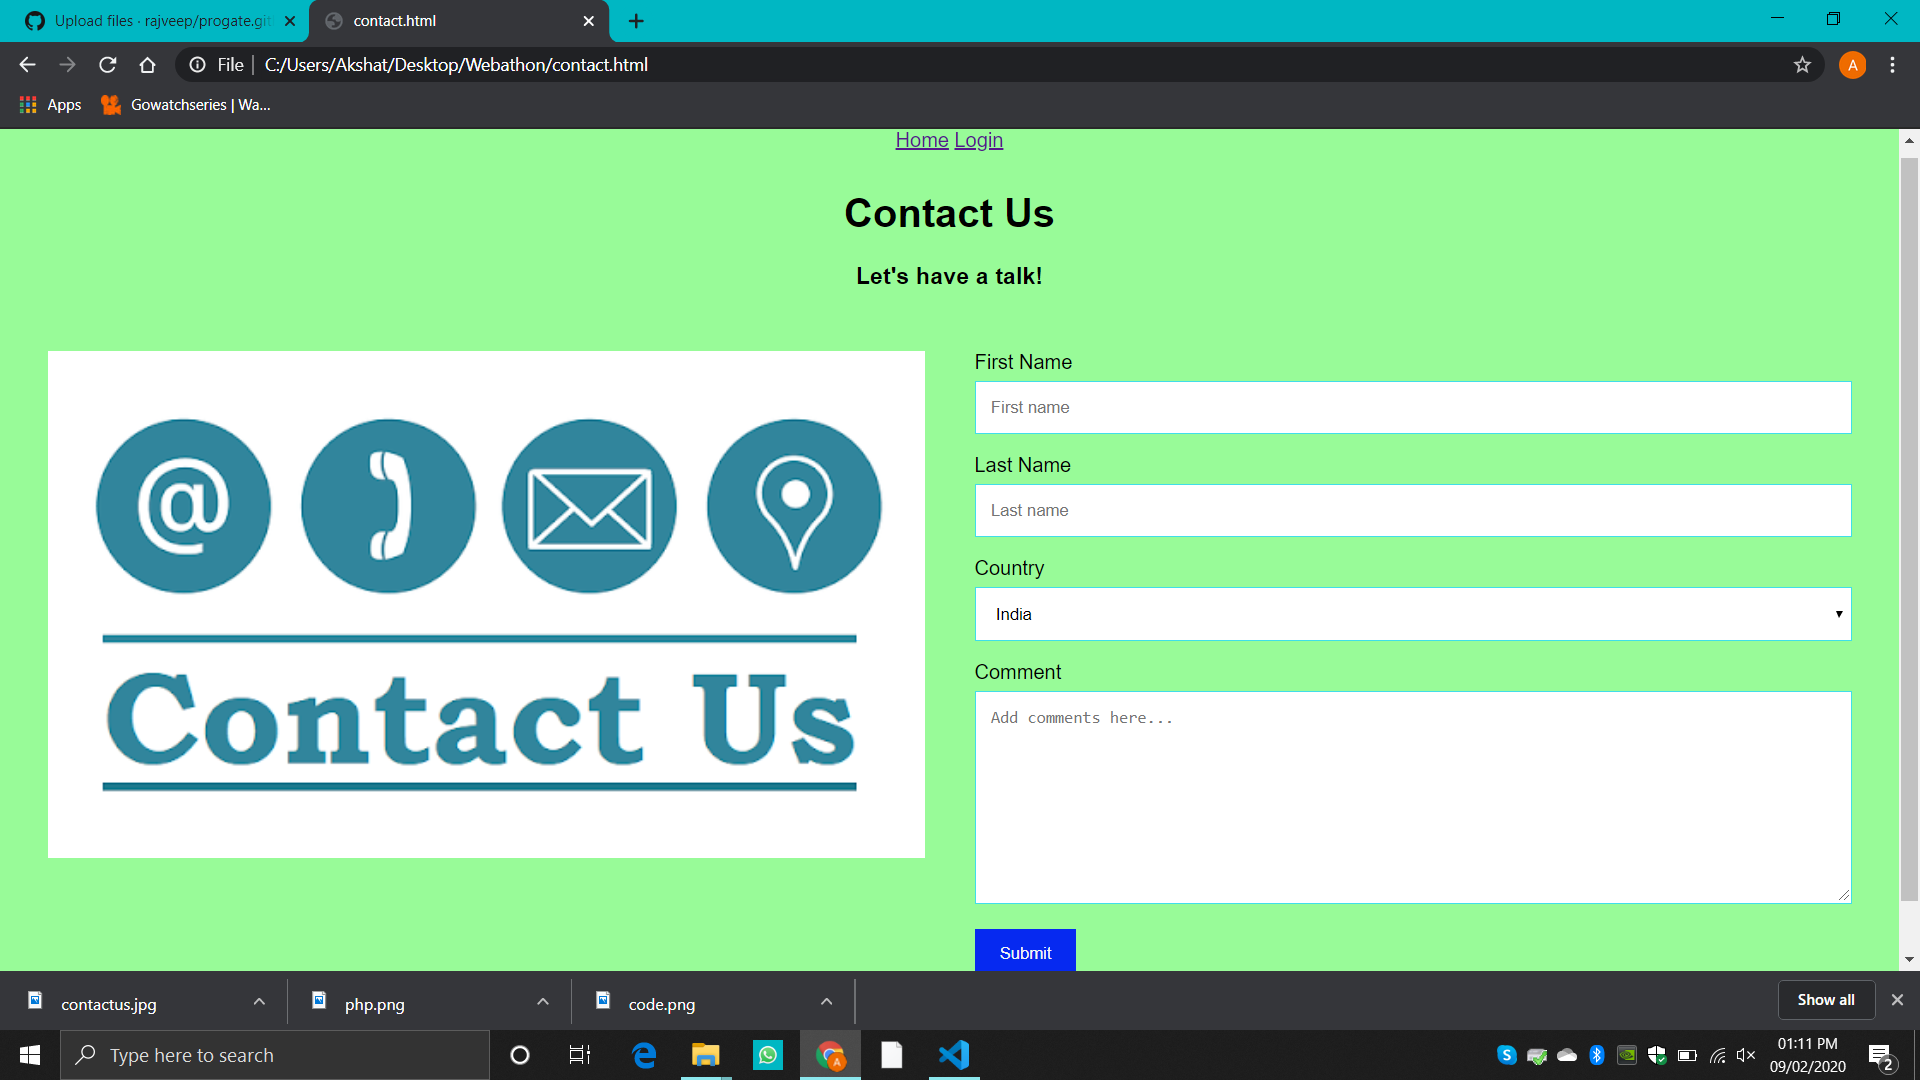 Upload files · rajveep/progate.git
contact.html
File
C:/Users/Akshat/Desktop/Webathon/contact.html
A
Apps
Gowatchseries | Wa...
Home Login
Contact Us
Let's have a talk!
@
Contact Us
First Name
First name
Last Name
Last name
Country
India
Comment
Add comments here...
Submit
contactus.jpg
php.png
code.png
Show all
Type here to search
A
S
01:11 PM
09/02/2020
2